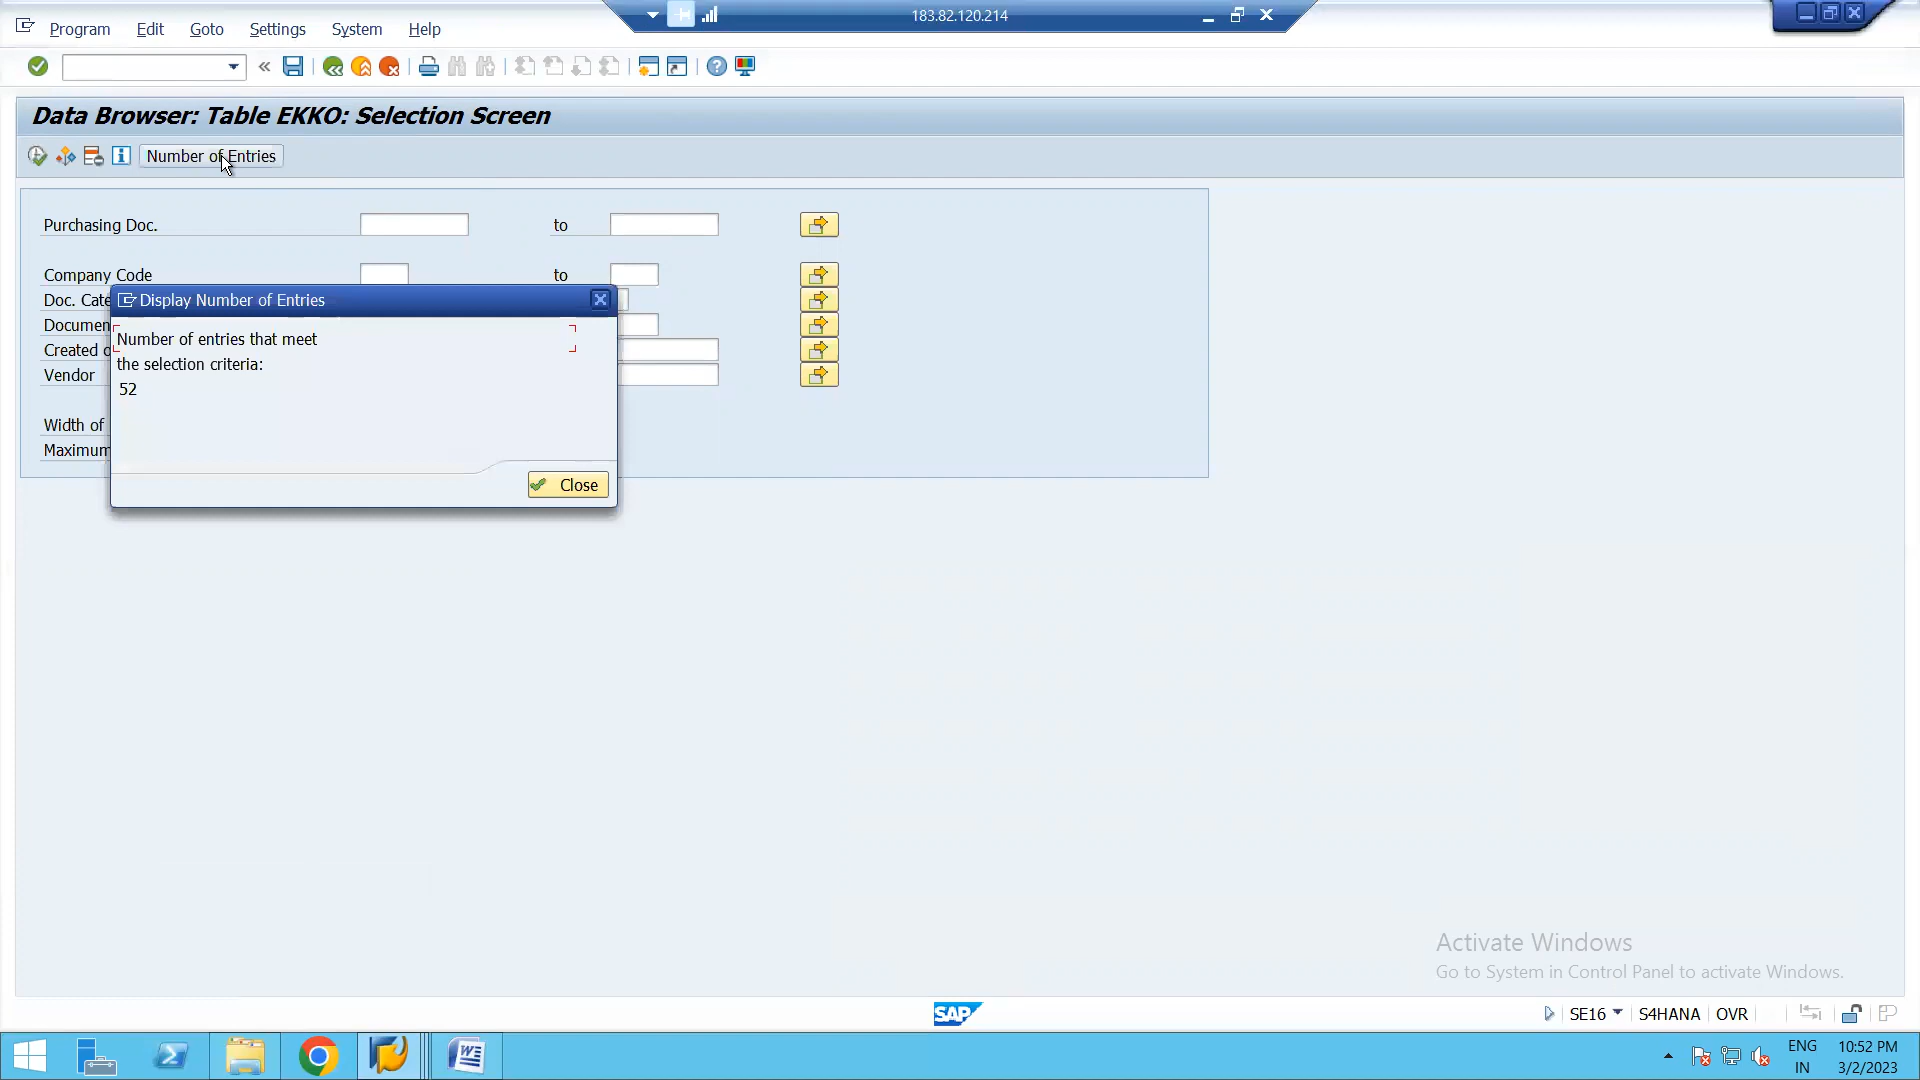 183.82.120.214
Program Edit Goto Settings System Help
Data Browser: Table EKKO: Selection Screen
Number of Entries
Purchasing Doc. to
Company Code to
Doc. Cate
Documen
Created o
Vendor
Width of
Maximum
Display Number of Entries
Number of entries that meet
the selection criteria:
52
Close
Activate Windows
Go to System in Control Panel to activate Windows.
SAP
SE16 S4HANA OVR
ENG
IN
10:52 PM
3/2/2023